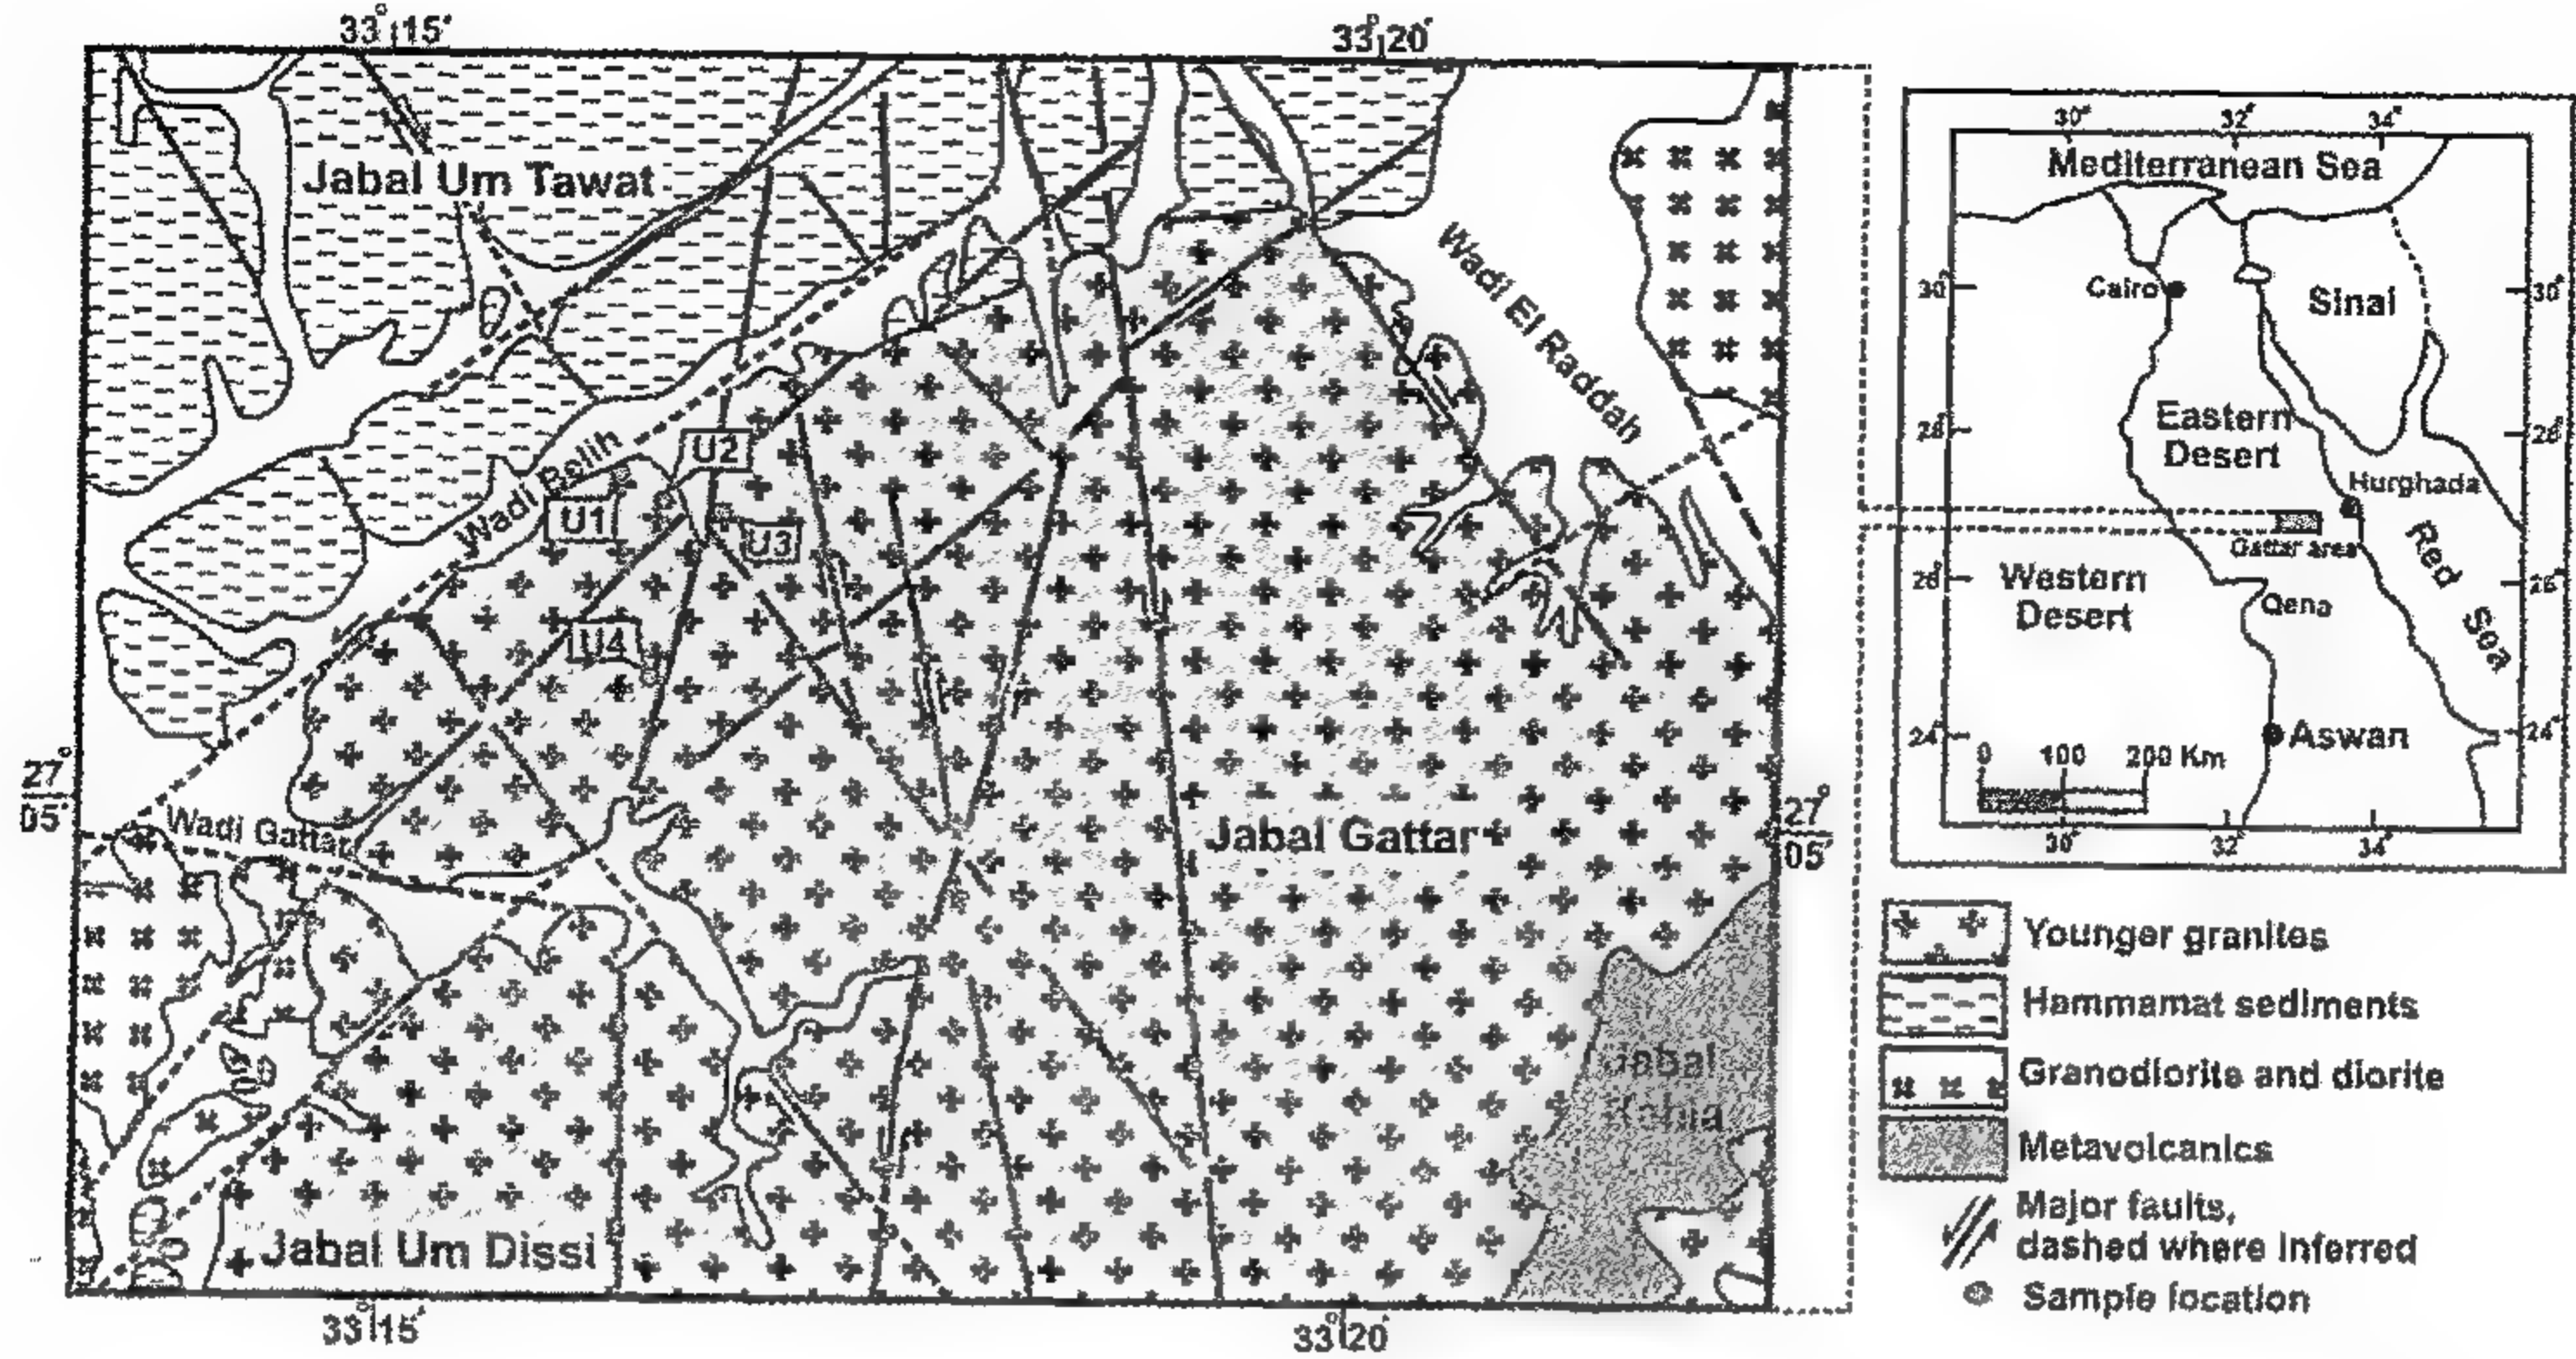 33°15'
33°20'
Jabal Um Tawat
Wadi El Raddah
Wadi Belih
U2
U1
U3
U4
27°
05'
Wadi Gattar
Jabal Gattar
27°
05'
Jabal
Jabal Um Dissi
33°15'
33°20'
30°
32°
34°
Mediterranean Sea
30°
Cairo
Sinai
30°
Eastern
Desert
28°
28°
Hurghada
Gattar area
Red Sea
Western
Desert
26°
26°
Qena
24°
Aswan
24°
0 100 200 Km
30°
32°
34°
Younger granites
Hammamat sediments
Granodiorite and diorite
Metavolcanics
Major faults,
dashed where inferred
Sample location